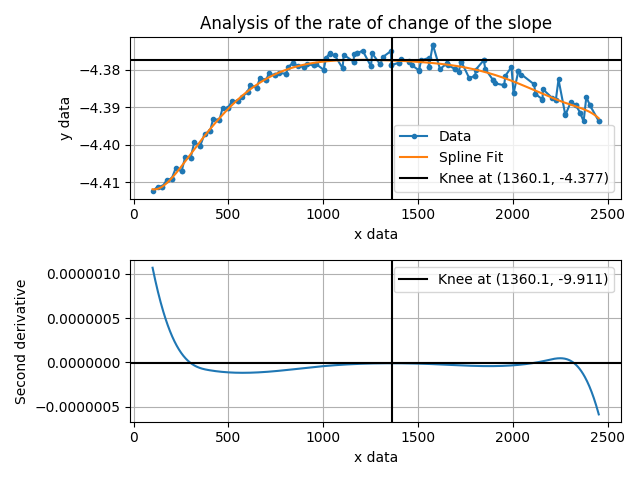 Analysis of the rate of change of the slope
y data
−4.38
−4.39
−4.40
−4.41
Data
Spline Fit
Knee at (1360.1, -4.377)
0 500 1000 1500 2000 2500
x data
Second derivative
0.0000010
0.0000005
0.0000000
−0.0000005
Knee at (1360.1, -9.911)
0 500 1000 1500 2000 2500
x data